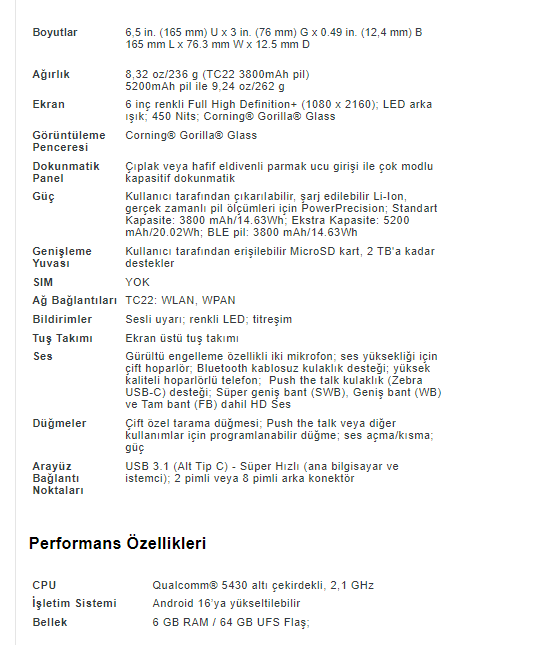 Boyutlar 6,5 in. (165 mm) U x 3 in. (76 mm) G x 0.49 in. (12,4 mm) B
165 mm L x 76.3 mm W x 12.5 mm D
Ağırlık 8,32 oz/236 g (TC22 3800mAh pil)
5200mAh pil ile 9,24 oz/262 g
Ekran 6 inç renkli Full High Definition+ (1080 x 2160); LED arka
ışık; 450 Nits; Corning® Gorilla® Glass
Görüntüleme Corning® Gorilla® Glass
Penceresi
Dokunmatik Çıplak veya hafif eldivenli parmak ucu girişi ile çok modlu
Panel kapasitif dokunmatik
Güç Kullanıcı tarafından çıkarılabilir, şarj edilebilir Li-Ion,
gerçek zamanlı pil ölçümleri için PowerPrecision; Standart
Kapasite: 3800 mAh/14.63Wh; Ekstra Kapasite: 5200
mAh/20.02Wh; BLE pil: 3800 mAh/14.63Wh
Genişleme Kullanıcı tarafından erişilebilir MicroSD kart, 2 TB'a kadar
Yuvası destekler
SIM YOK
Ağ Bağlantıları TC22: WLAN, WPAN
Bildirimler Sesli uyarı; renkli LED; titreşim
Tuş Takımı Ekran üstü tuş takımı
Ses Gürültü engelleme özellikli iki mikrofon; ses yüksekliği için
çift hoparlör; Bluetooth kablosuz kulaklık desteği; yüksek
kaliteli hoparlörlü telefon; Push the talk kulaklık (Zebra
USB-C) desteği; Süper geniş bant (SWB), Geniş bant (WB)
ve Tam bant (FB) dahil HD Ses
Düğmeler Çift özel tarama düğmesi; Push the talk veya diğer
kullanımlar için programlanabilir düğme; ses açma/kısma;
güç
Arayüz USB 3.1 (Alt Tip C) - Süper Hızlı (ana bilgisayar ve
Bağlantı istemci); 2 pimli veya 8 pimli arka konektör
Noktaları
Performans Özellikleri
CPU Qualcomm® 5430 altı çekirdekli, 2,1 GHz
İşletim Sistemi Android 16'ya yükseltilebilir
Bellek 6 GB RAM / 64 GB UFS Flaş;